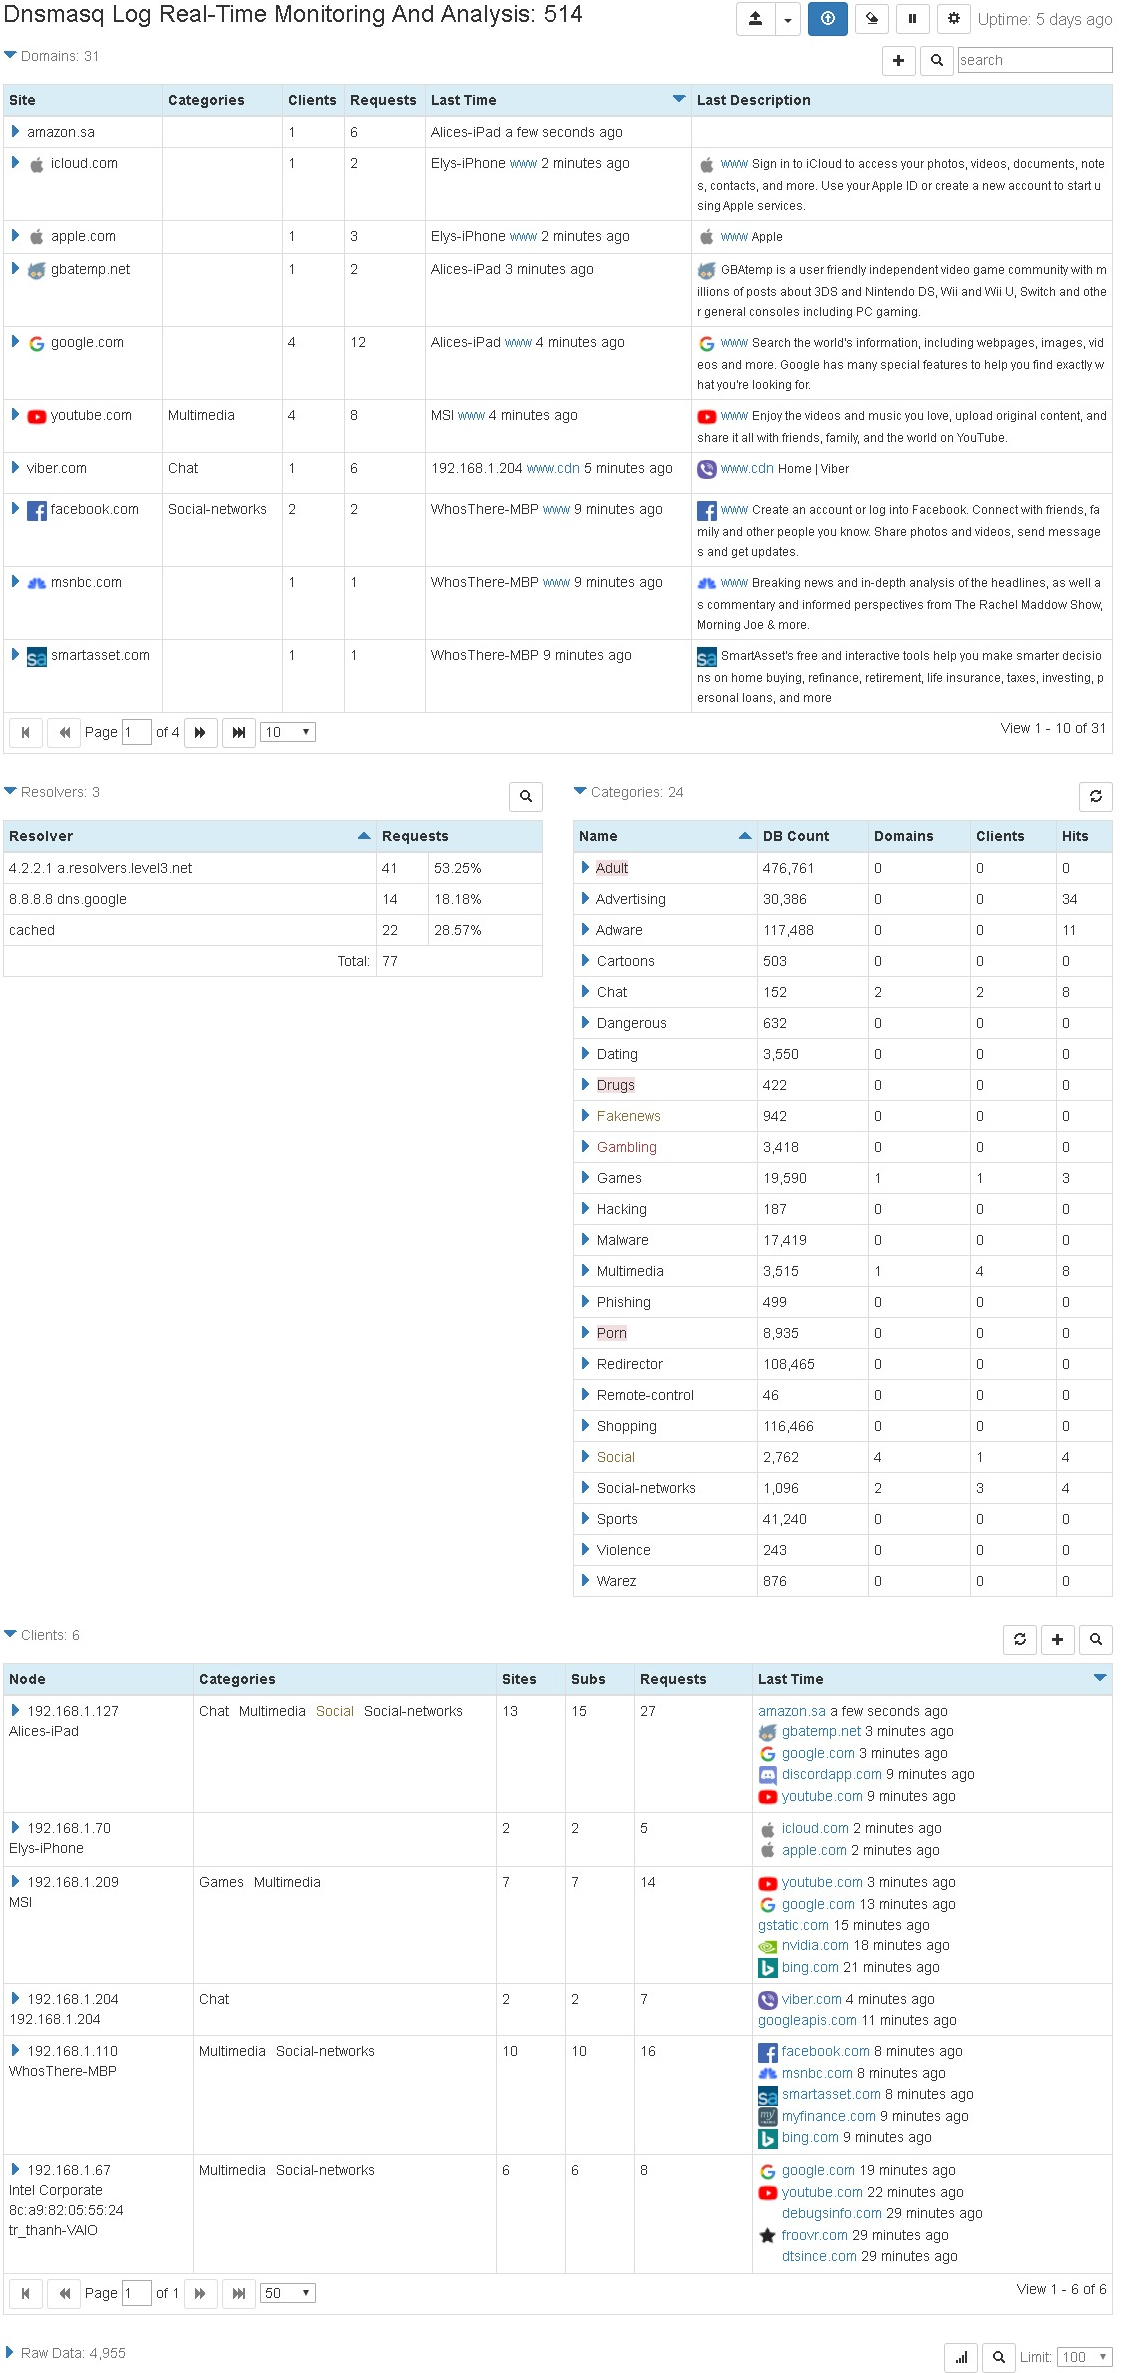 Dnsmasq Log Real-Time Monitoring And Analysis: 514
Uptime: 5 days ago
Domains: 31
search
Site Categories Clients Requests Last Time Last Description
amazon.sa 1 6 Alices-iPad a few seconds ago
icloud.com 1 2 Elys-iPhone www 2 minutes ago www Sign in to iCloud to access your photos, videos, documents, note
s, contacts, and more. Use your Apple ID or create a new account to start u
sing Apple services.
apple.com 1 3 Elys-iPhone www 2 minutes ago www Apple
gbatemp.net 1 2 Alices-iPad 3 minutes ago GBAtemp is a user friendly independent video game community with m
illions of posts about 3DS and Nintendo DS, Wii and Wii U, Switch and othe
r general consoles including PC gaming.
google.com 4 12 Alices-iPad www 4 minutes ago www Search the world's information, including webpages, images, vid
eos and more. Google has many special features to help you find exactly w
hat you're looking for.
youtube.com Multimedia 4 8 MSI www 4 minutes ago www Enjoy the videos and music you love, upload original content, and
share it all with friends, family, and the world on YouTube.
viber.com Chat 1 6 192.168.1.204 www.cdn 5 minutes ago www.cdn Home | Viber
facebook.com Social-networks 2 2 WhosThere-MBP www 9 minutes ago www Create an account or log into Facebook. Connect with friends, fa
mily and other people you know. Share photos and videos, send message
s and get updates.
msnbc.com 1 1 WhosThere-MBP www 9 minutes ago www Breaking news and in-depth analysis of the headlines, as well a
s commentary and informed perspectives from The Rachel Maddow Show,
Morning Joe & more.
smartasset.com 1 1 WhosThere-MBP 9 minutes ago SmartAsset's free and interactive tools help you make smarter decisio
ns on home buying, refinance, retirement, life insurance, taxes, investing, p
ersonal loans, and more
Page 1 of 4 10 View 1 - 10 of 31
Resolvers: 3
Resolver Requests
4.2.2.1 a.resolvers.level3.net 41 53.25%
8.8.8.8 dns.google 14 18.18%
cached 22 28.57%
Total: 77
Categories: 24
Name DB Count Domains Clients Hits
Adult 476,761 0 0 0
Advertising 30,386 0 0 34
Adware 117,488 0 0 11
Cartoons 503 0 0 0
Chat 152 2 2 8
Dangerous 632 0 0 0
Dating 3,550 0 0 0
Drugs 422 0 0 0
Fakenews 942 0 0 0
Gambling 3,418 0 0 0
Games 19,590 1 1 3
Hacking 187 0 0 0
Malware 17,419 0 0 0
Multimedia 3,515 1 4 8
Phishing 499 0 0 0
Porn 8,935 0 0 0
Redirector 108,465 0 0 0
Remote-control 46 0 0 0
Shopping 116,466 0 0 0
Social 2,762 4 1 4
Social-networks 1,096 2 3 4
Sports 41,240 0 0 0
Violence 243 0 0 0
Warez 876 0 0 0
Clients: 6
Node Categories Sites Subs Requests Last Time
192.168.1.127 Chat Multimedia Social Social-networks 13 15 27 amazon.sa a few seconds ago
Alices-iPad gbatemp.net 3 minutes ago
google.com 3 minutes ago
discordapp.com 9 minutes ago
youtube.com 9 minutes ago
192.168.1.70 2 2 5 icloud.com 2 minutes ago
Elys-iPhone apple.com 2 minutes ago
192.168.1.209 Games Multimedia 7 7 14 youtube.com 3 minutes ago
MSI google.com 13 minutes ago
gstatic.com 15 minutes ago
nvidia.com 18 minutes ago
bing.com 21 minutes ago
192.168.1.204 Chat 2 2 7 viber.com 4 minutes ago
192.168.1.204 googleapis.com 11 minutes ago
192.168.1.110 Multimedia Social-networks 10 10 16 facebook.com 8 minutes ago
WhosThere-MBP msnbc.com 8 minutes ago
sa smartasset.com 8 minutes ago
my myfinance.com 9 minutes ago
bing.com 9 minutes ago
192.168.1.67 Multimedia Social-networks 6 6 8 google.com 19 minutes ago
Intel Corporate youtube.com 22 minutes ago
8c:a9:82:05:55:24 debugsinfo.com 29 minutes ago
tr_thanh-VAIO froovr.com 29 minutes ago
dtsince.com 29 minutes ago
Page 1 of 1 50 View 1 - 6 of 6
Raw Data: 4,955 Limit: 100